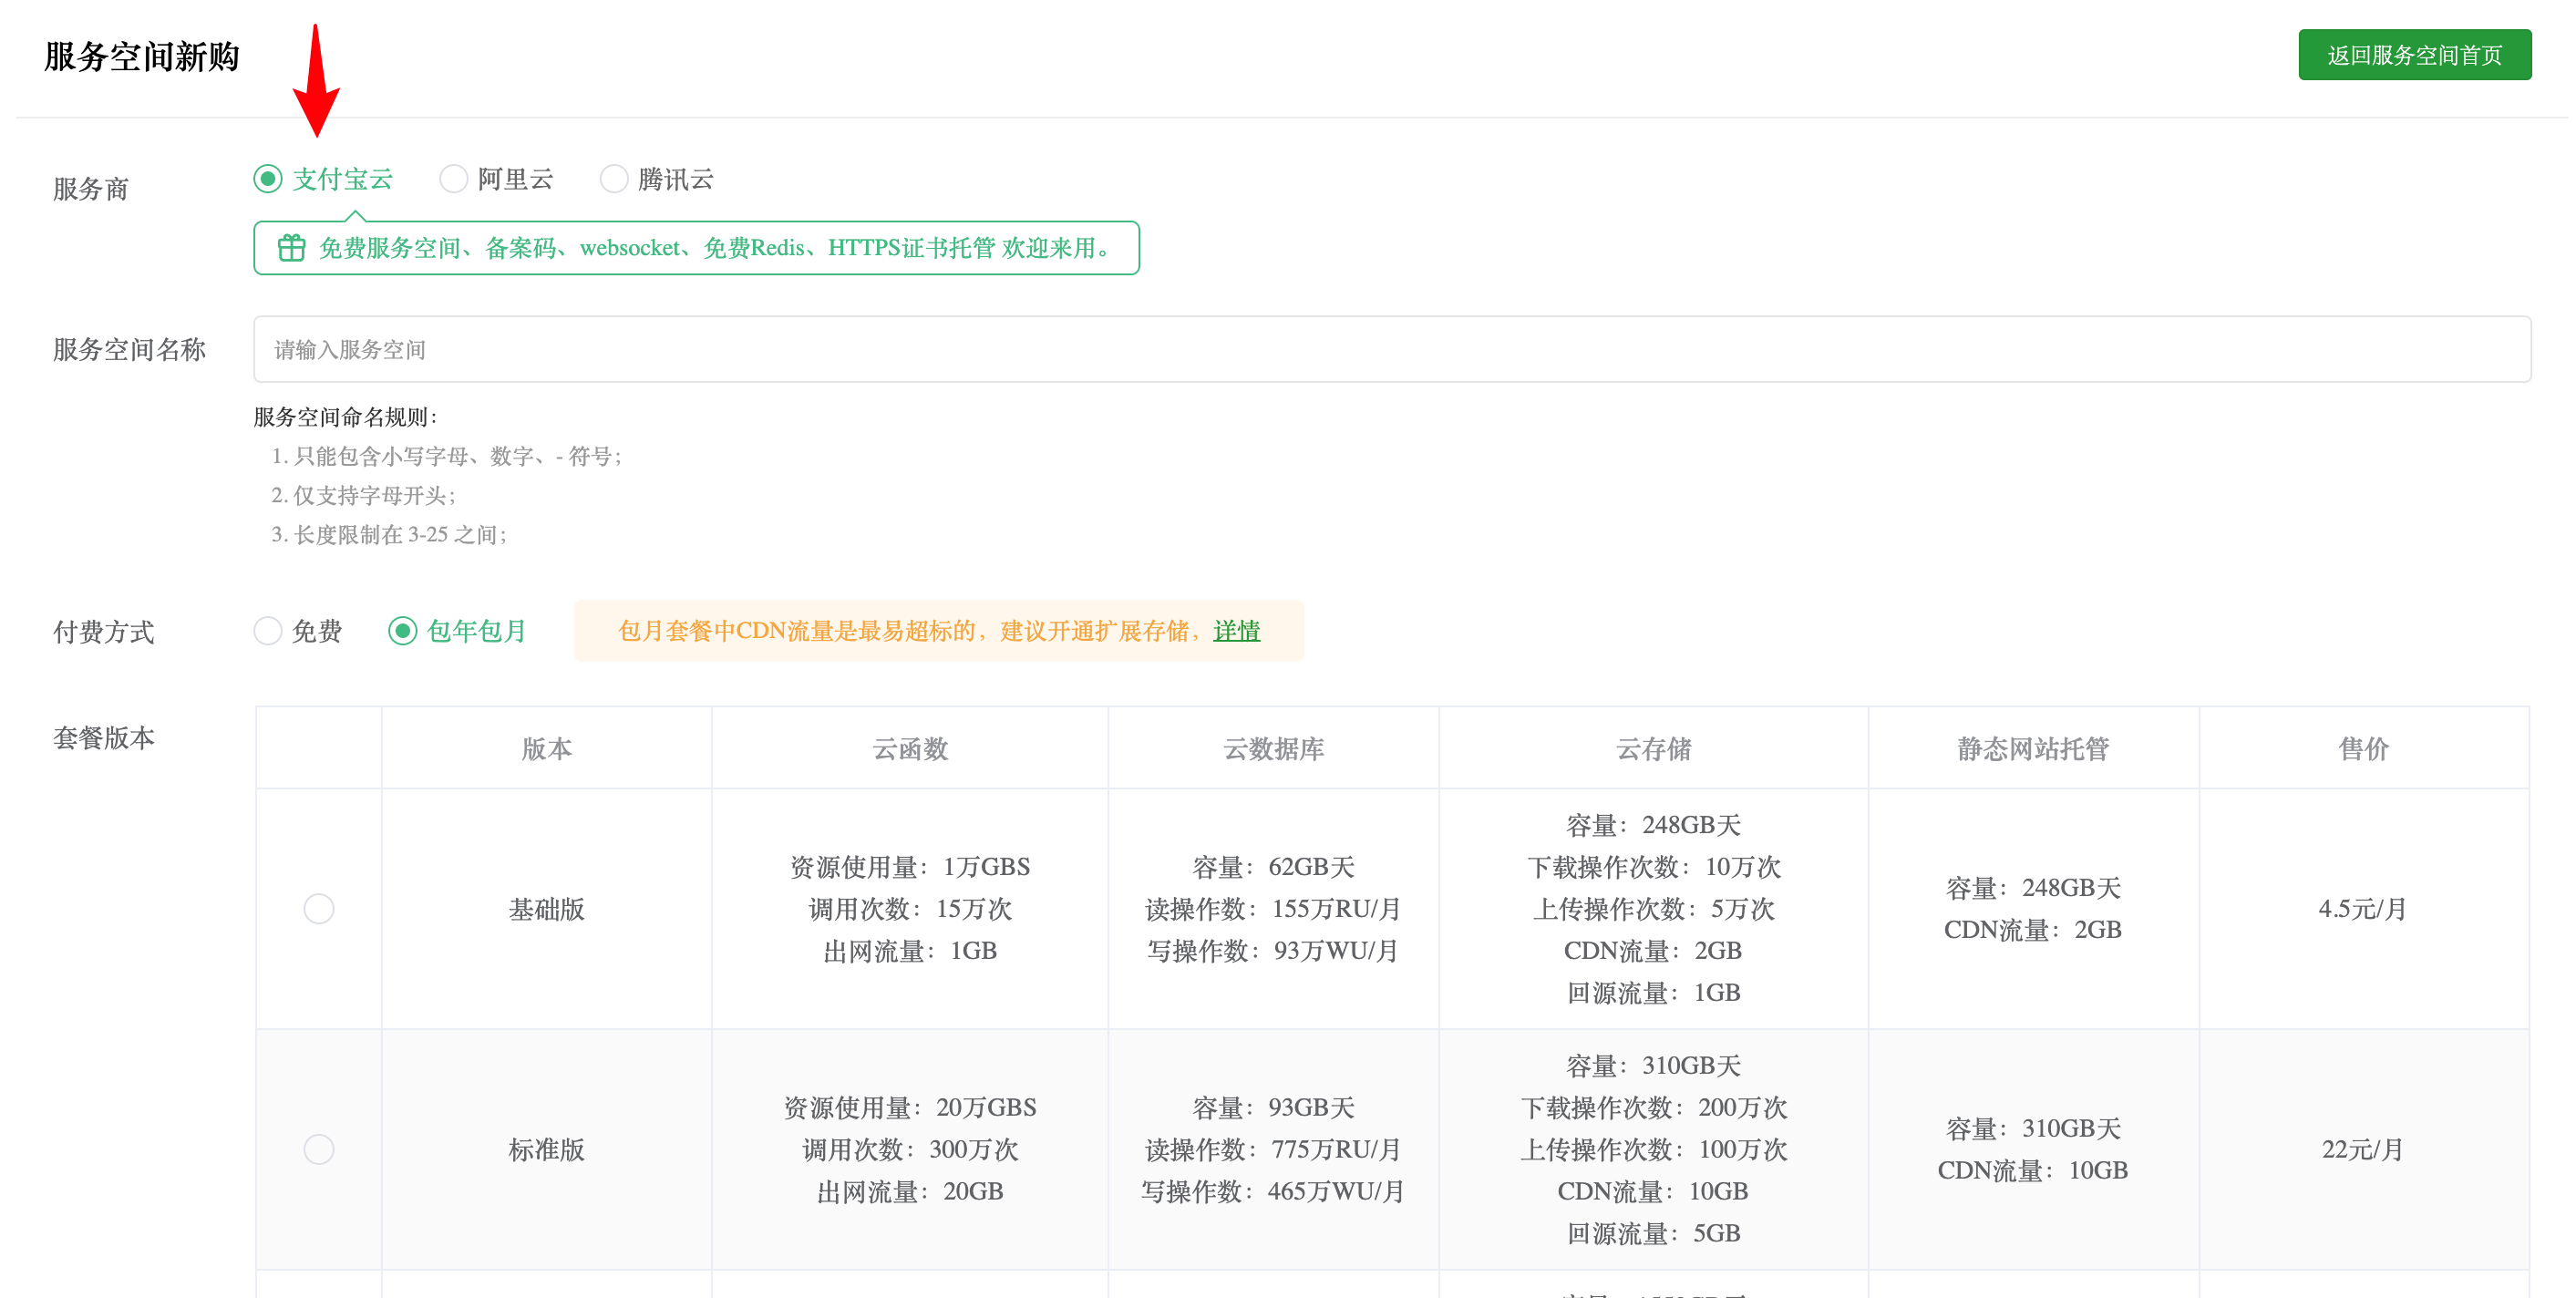 服务空间新购
返回服务空间首页
服务商
支付宝云 阿里云 腾讯云
免费服务空间、备案码、websocket、免费Redis、HTTPS证书托管 欢迎来用。
服务空间名称
请输入服务空间
服务空间命名规则：
1. 只能包含小写字母、数字、- 符号；
2. 仅支持字母开头；
3. 长度限制在 3-25 之间；
付费方式
免费 包年包月
包月套餐中CDN流量是最易超标的，建议开通扩展存储，详情
套餐版本
版本 云函数 云数据库 云存储 静态网站托管 售价
基础版
资源使用量：1万GBS
调用次数：15万次
出网流量：1GB
容量：62GB天
读操作数：155万RU/月
写操作数：93万WU/月
容量：248GB天
下载操作次数：10万次
上传操作次数：5万次
CDN流量：2GB
回源流量：1GB
容量：248GB天
CDN流量：2GB
4.5元/月
标准版
资源使用量：20万GBS
调用次数：300万次
出网流量：20GB
容量：93GB天
读操作数：775万RU/月
写操作数：465万WU/月
容量：310GB天
下载操作次数：200万次
上传操作次数：100万次
CDN流量：10GB
回源流量：5GB
容量：310GB天
CDN流量：10GB
22元/月